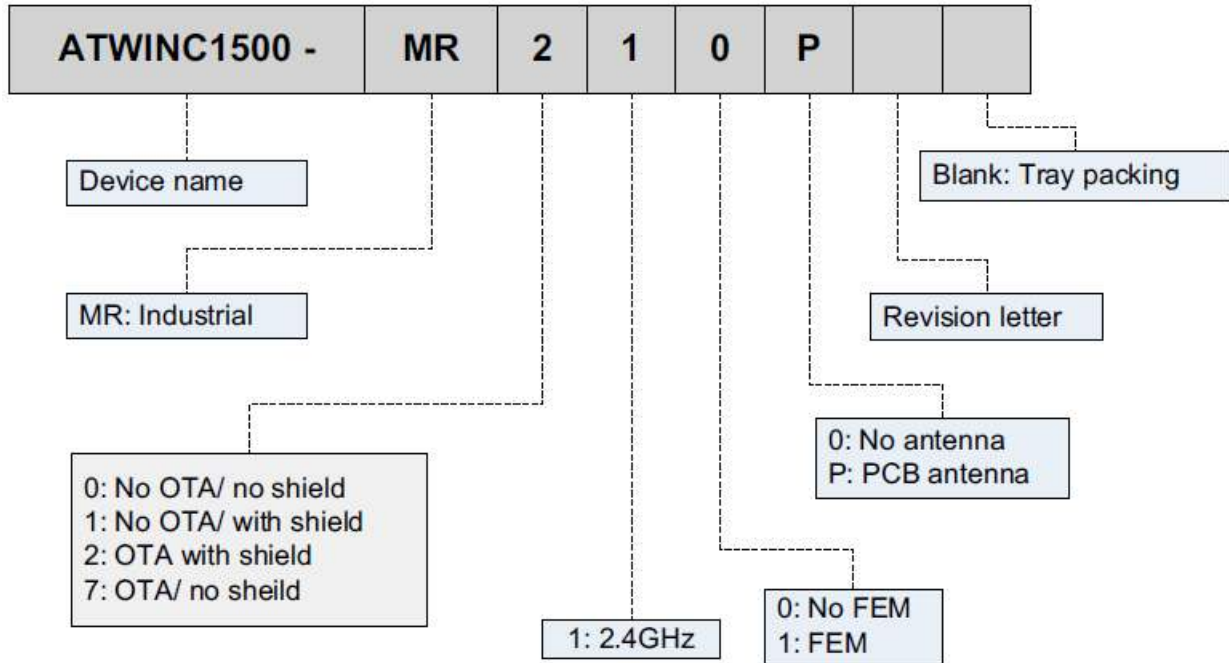 ATWINC1500 - MR 2 1 0 P
Device name
Blank: Tray packing
MR: Industrial
Revision letter
0: No antenna
P: PCB antenna
0: No OTA/ no shield
1: No OTA/ with shield
2: OTA with shield
7: OTA/ no sheild
1: 2.4GHz
0: No FEM
1: FEM